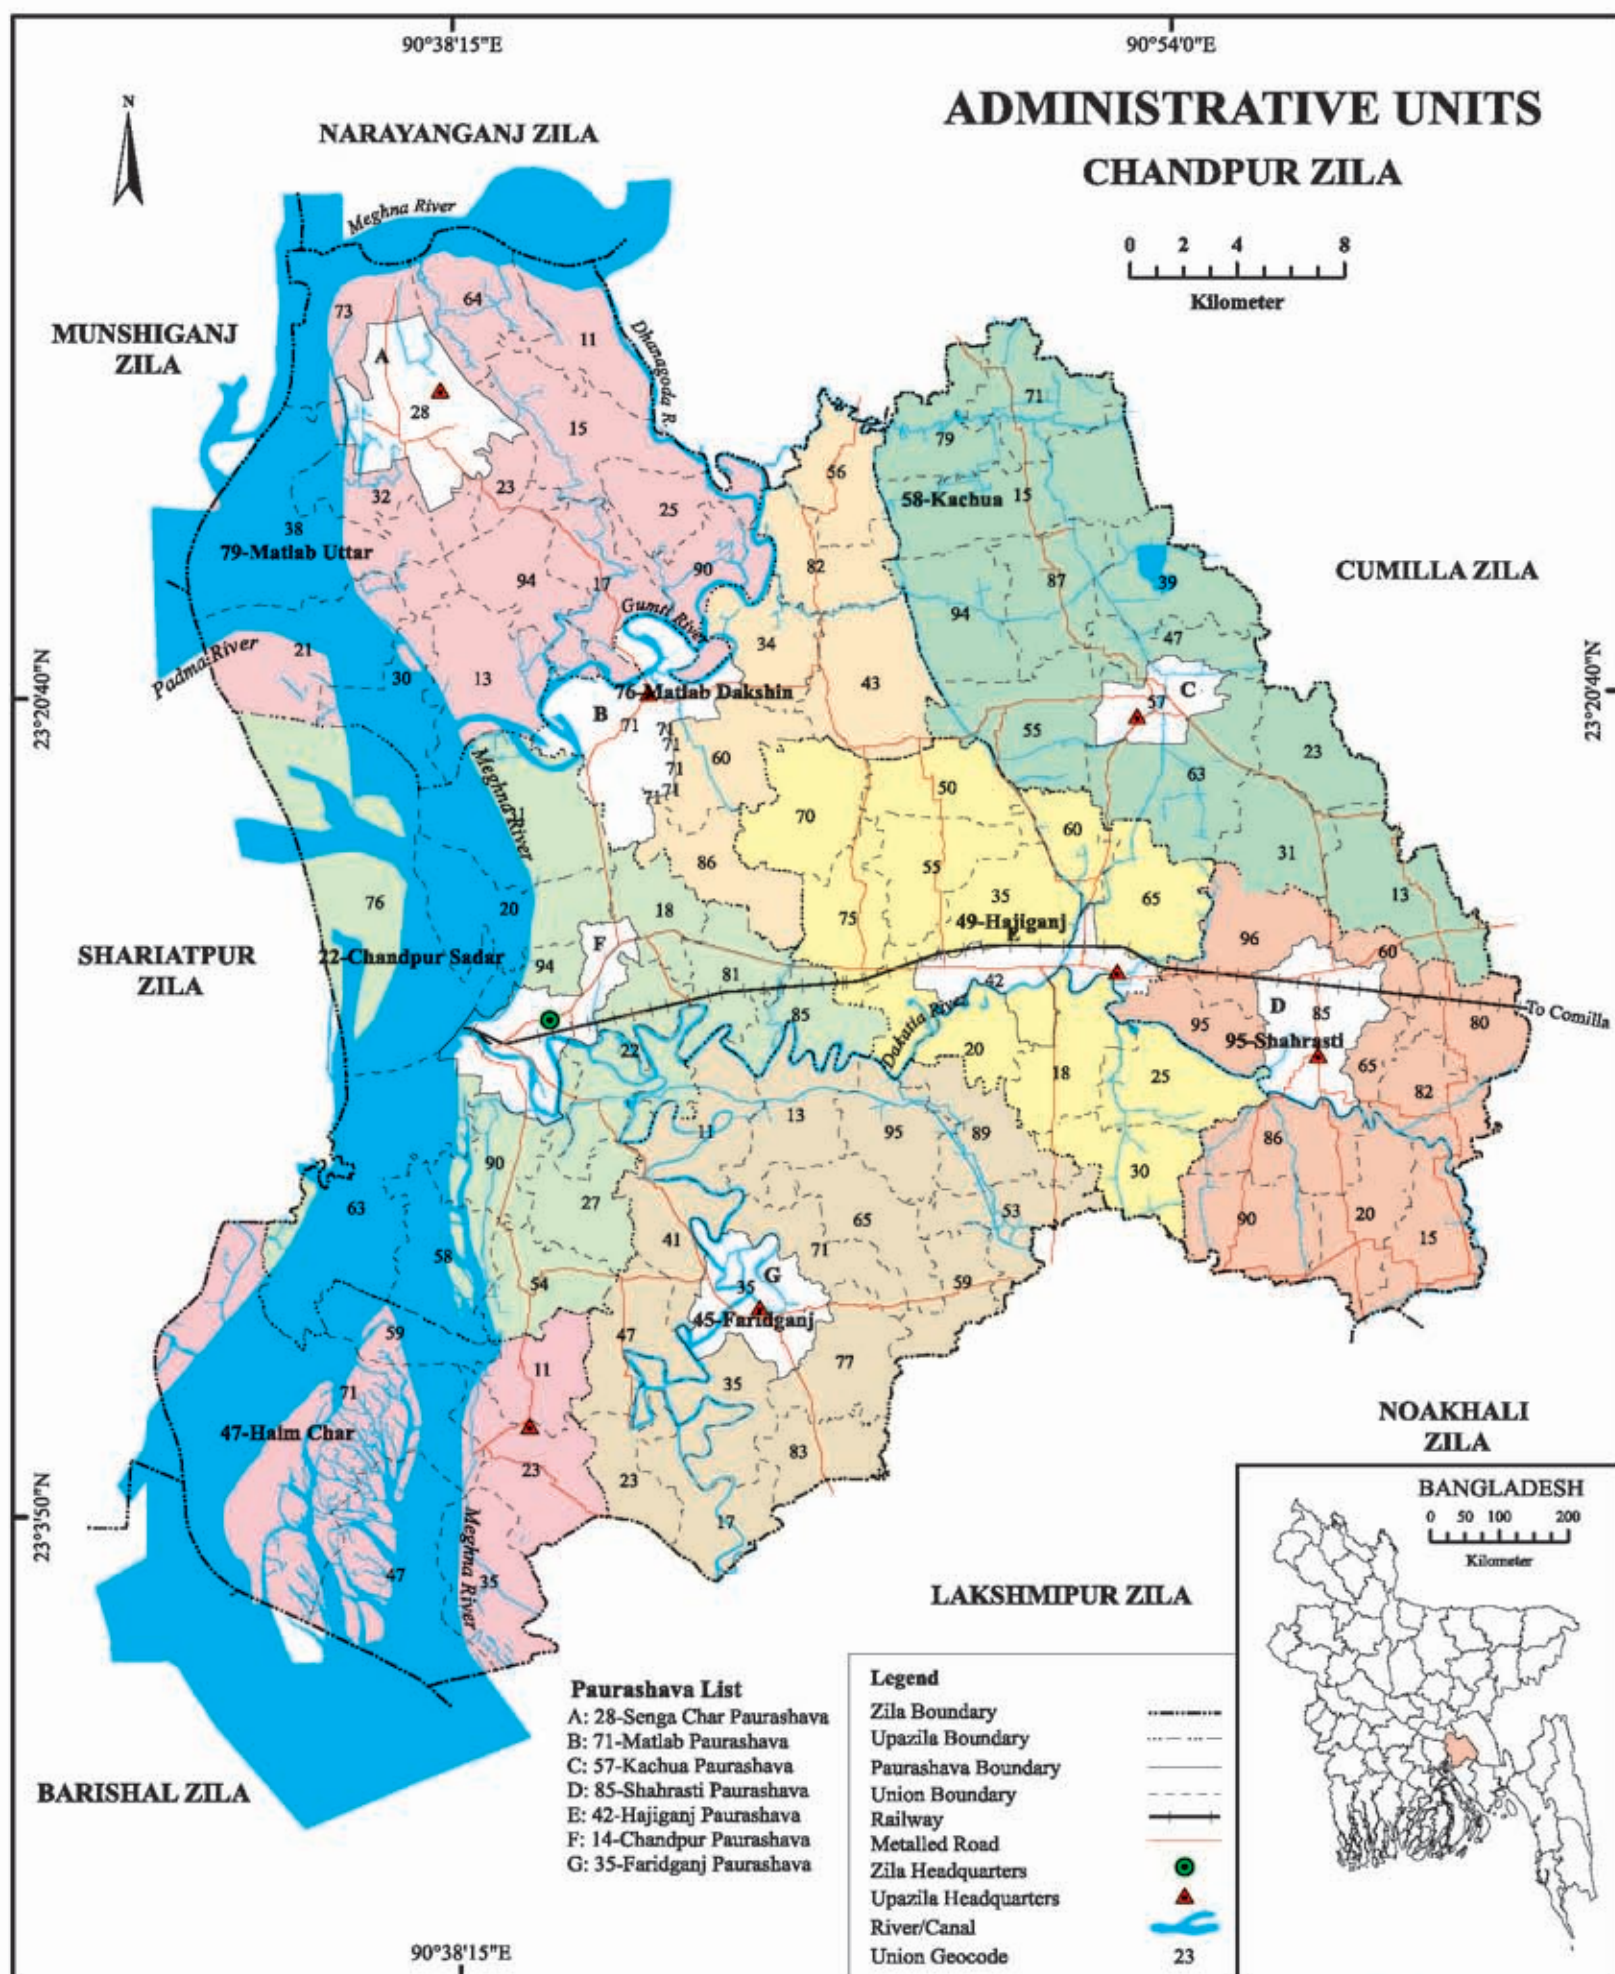 90°38'15"E
90°54'0"E
ADMINISTRATIVE UNITS
CHANDPUR ZILA
N
NARAYANGANJ ZILA
0 2 4 8
Kilometer
Meghna River
MUNSHIGANJ
ZILA
73
64
11
A
Dhanagoda R.
28
15
71
79
56
58-Kachua
15
32
23
25
38
79-Matlab Uttar
94
17
90
82
87
39
CUMILLA ZILA
94
47
Gumti River
34
Padma River
21
30
13
43
23°20'40"N
23°20'40"N
76-Matlab Dakshin
C
57
B
71
71
71
71
71
71
60
55
23
63
Meghna River
50
70
60
31
86
55
35
65
13
76
20
18
75
49-Hajiganj
E
96
60
F
SHARIATPUR
ZILA
22-Chandpur Sadar
94
81
42
D
85
To Comilla
85
Dakatia River
95
95-Shahrasti
80
22
20
18
25
65
82
11
13
95
89
86
90
30
27
63
65
53
90
20
15
41
71
58
54
35
G
59
45-Faridganj
59
47
77
11
71
35
47-Haim Char
23
83
23
NOAKHALI
ZILA
23°3'50"N
Meghna River
17
47
35
BANGLADESH
0 50 100 200
Kilometer
LAKSHMIPUR ZILA
BARISHAL ZILA
Paurashava List
A: 28-Senga Char Paurashava
B: 71-Matlab Paurashava
C: 57-Kachua Paurashava
D: 85-Shahrasti Paurashava
E: 42-Hajiganj Paurashava
F: 14-Chandpur Paurashava
G: 35-Faridganj Paurashava
Legend
Zila Boundary
Upazila Boundary
Paurashava Boundary
Union Boundary
Railway
Metalled Road
Zila Headquarters
Upazila Headquarters
River/Canal
Union Geocode 23
90°38'15"E